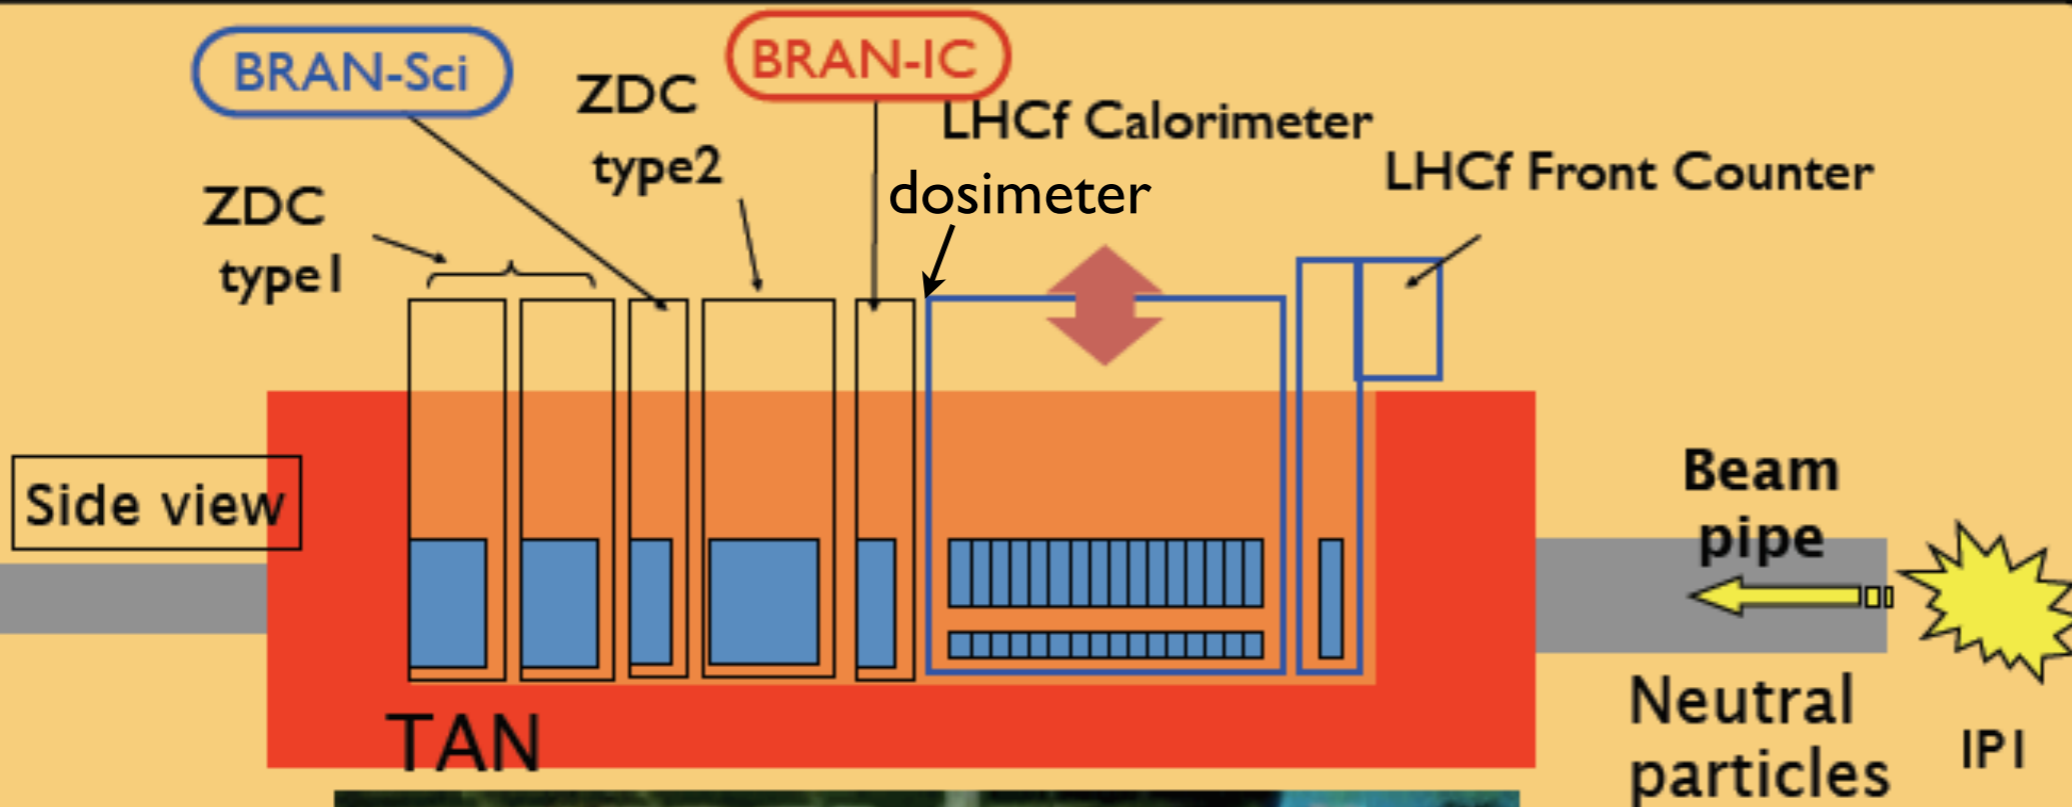 BRAN-Sci
BRAN-IC
ZDC
type2
LHCf Calorimeter
LHCf Front Counter
dosimeter
ZDC
type1
Side view
Beam
pipe
TAN
Neutral
particles
IP1